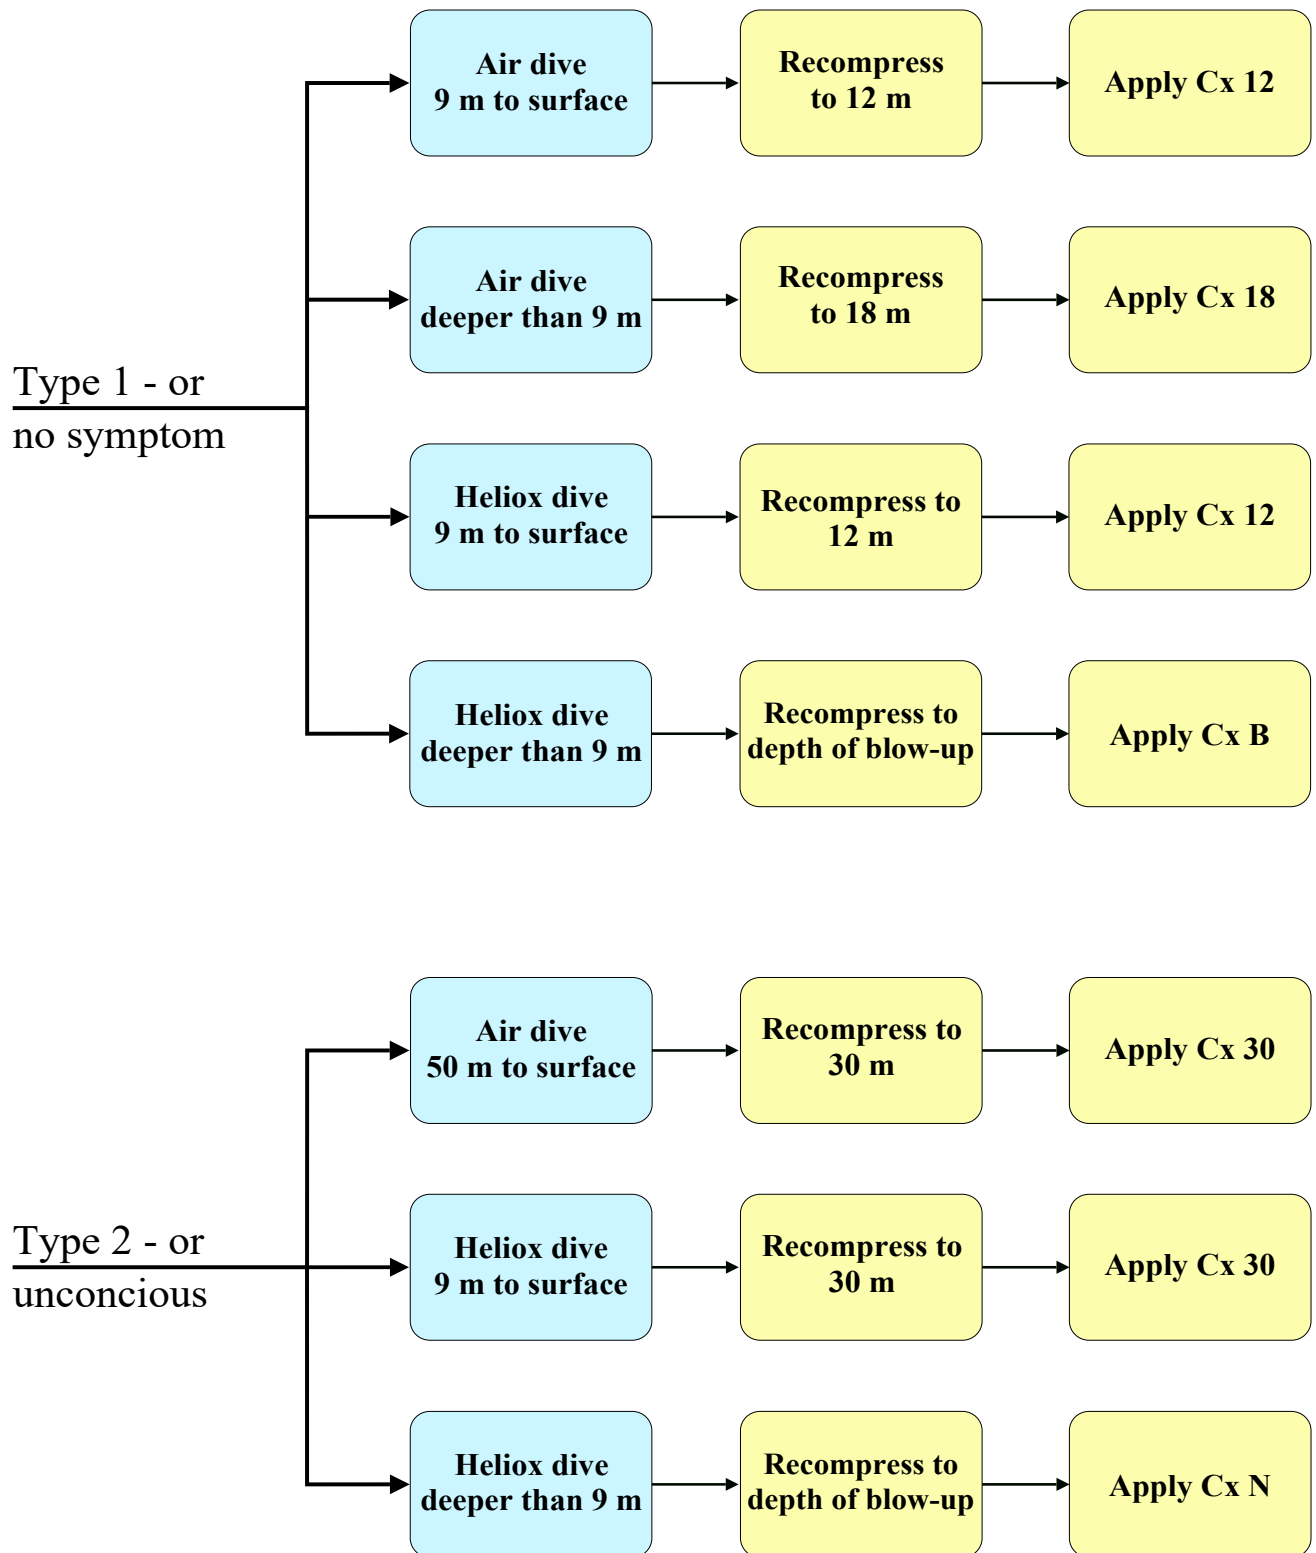 Type 1 - or
no symptom
Air dive
9 m to surface
Recompress
to 12 m
Apply Cx 12
Air dive
deeper than 9 m
Recompress
to 18 m
Apply Cx 18
Heliox dive
9 m to surface
Recompress to
12 m
Apply Cx 12
Heliox dive
deeper than 9 m
Recompress to
depth of blow-up
Apply Cx B
Type 2 - or
unconcious
Air dive
50 m to surface
Recompress to
30 m
Apply Cx 30
Heliox dive
9 m to surface
Recompress to
30 m
Apply Cx 30
Heliox dive
deeper than 9 m
Recompress to
depth of blow-up
Apply Cx N